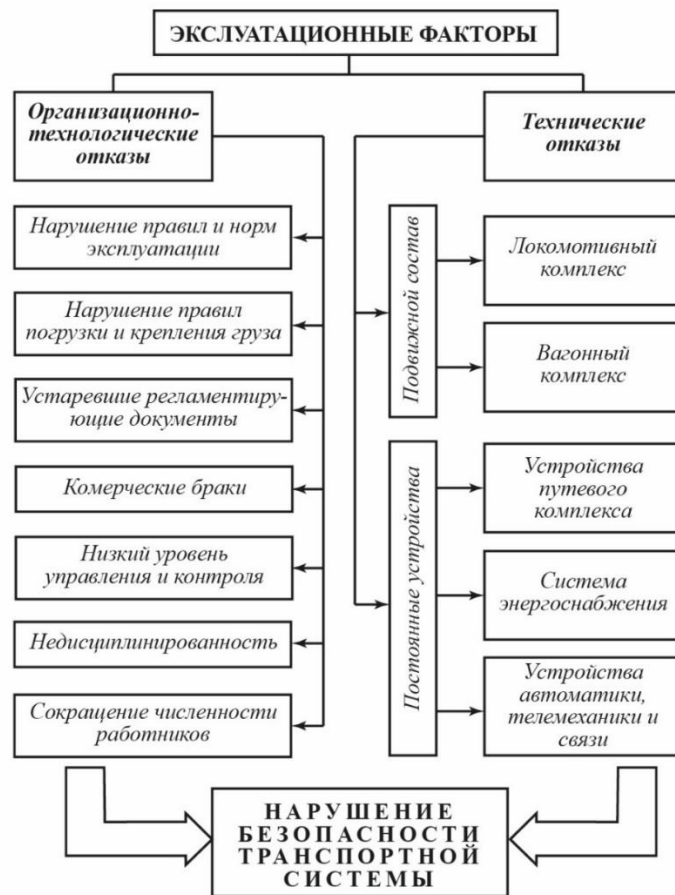 ЭКСЛУАТАЦИОННЫЕ ФАКТОРЫ
Организационно-
технологические
отказы
Нарушение правил и норм
эксплуатации
Нарушение правил
погрузки и крепления груза
Устаревшие регламентиру-
ющие документы
Комерческие браки
Низкий уровень
управления и контроля
Недисциплинированность
Сокращение численности
работников
Технические
отказы
Подвижной состав
Локомотивный
комплекс
Вагонный
комплекс
Постоянные устройства
Устройства
путевого
комплекса
Система
энергоснабжения
Устройства
автоматики,
телемеханики и
связи
НАРУШЕНИЕ
БЕЗОПАСНОСТИ
ТРАНСПОРТНОЙ
СИСТЕМЫ